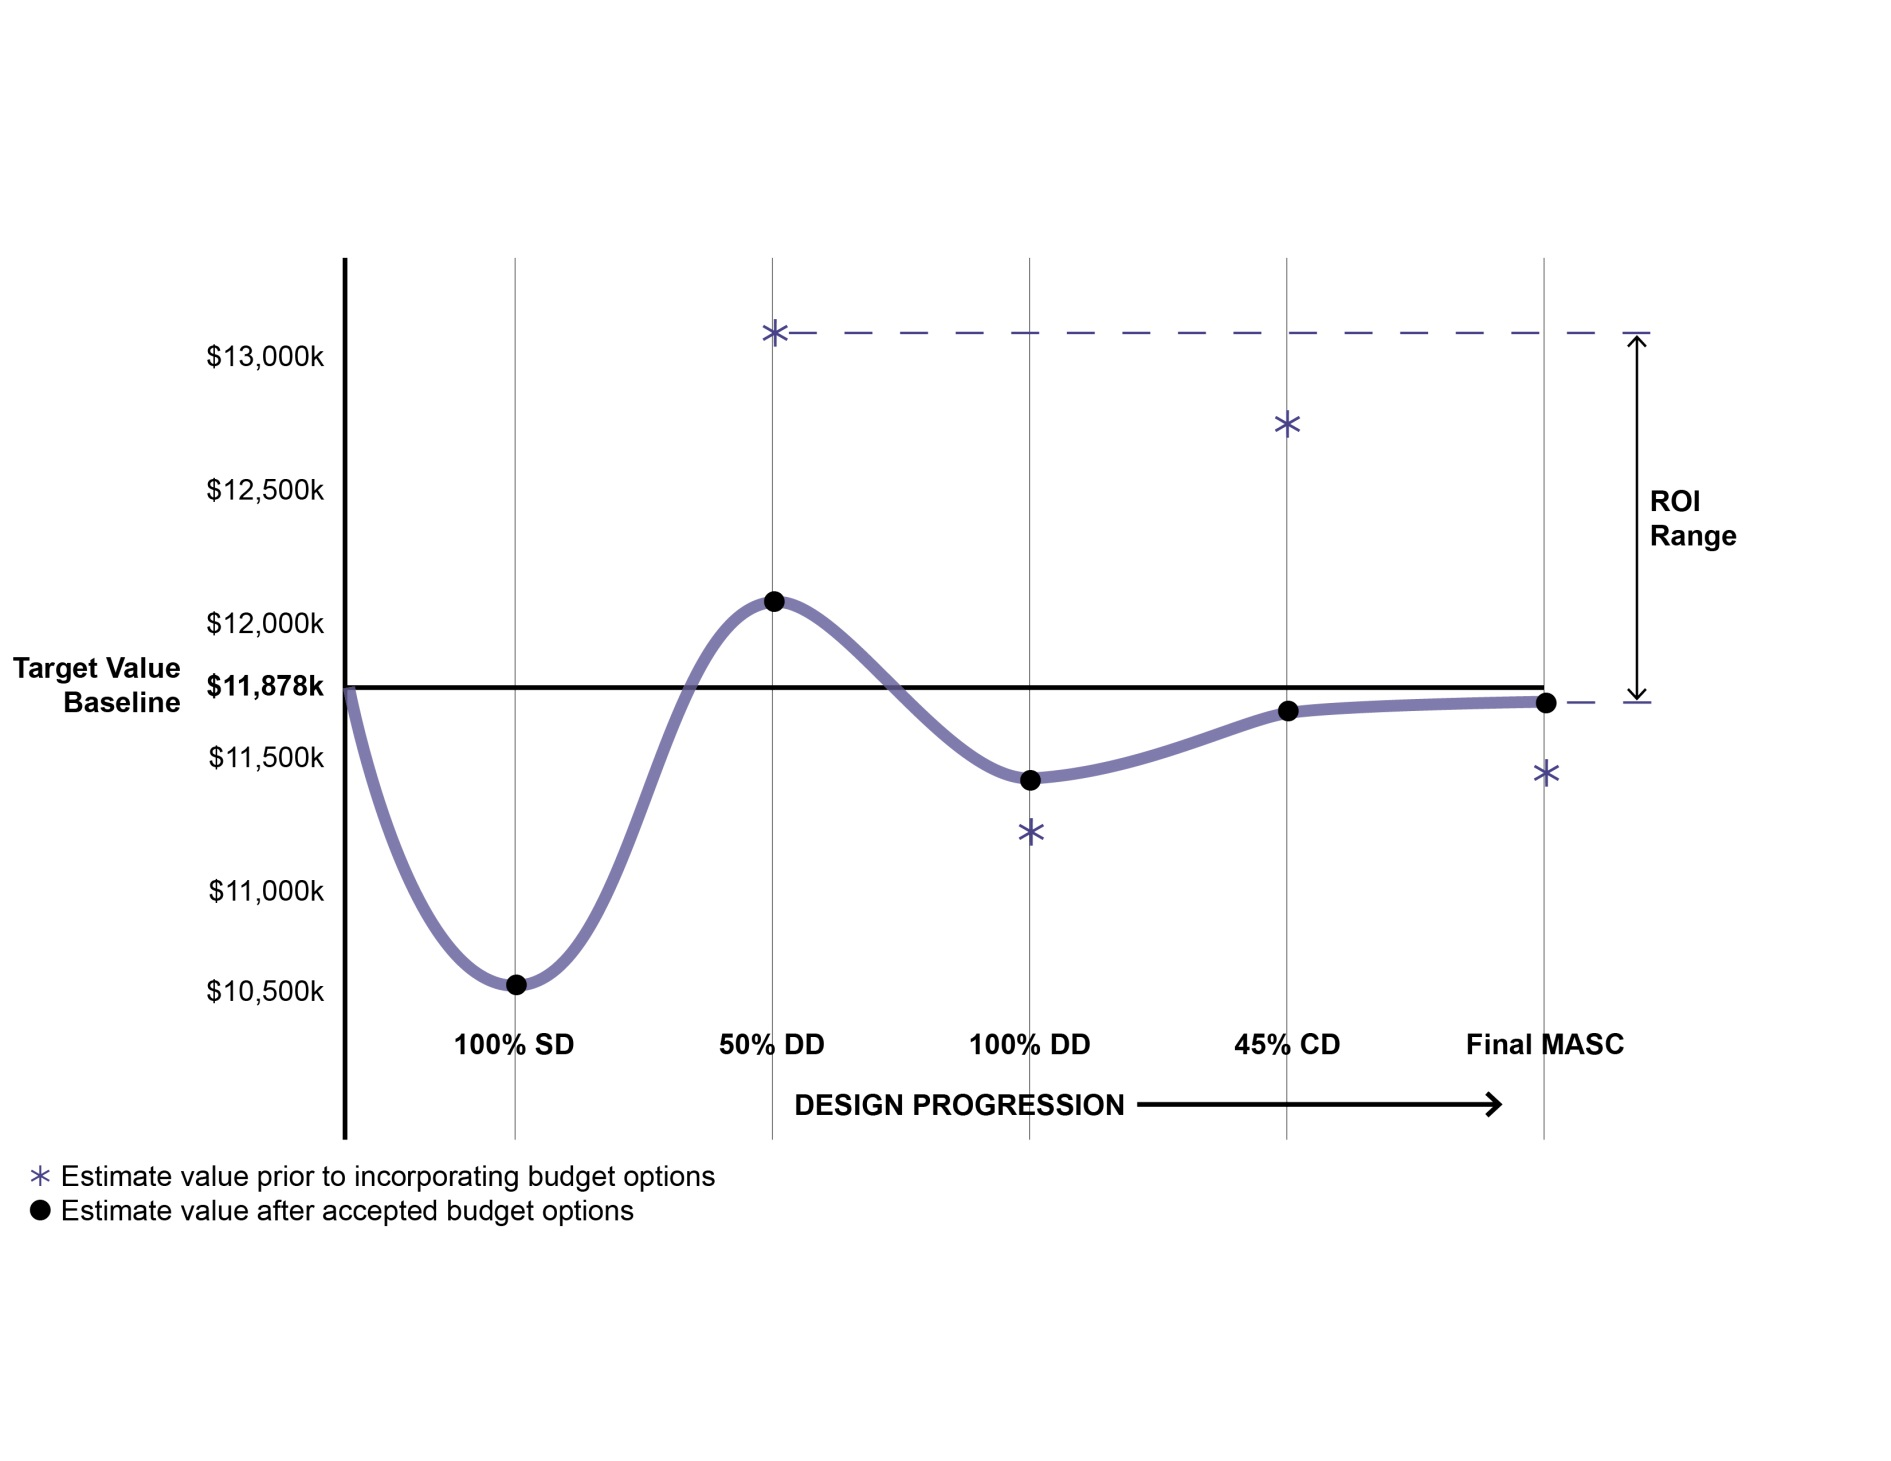 $13,000k
$12,500k
ROI
Range
$12,000k
Target Value
Baseline
$11,878k
$11,500k
$11,000k
$10,500k
100% SD
50% DD
100% DD
45% CD
Final MASC
DESIGN PROGRESSION
Estimate value prior to incorporating budget options
Estimate value after accepted budget options